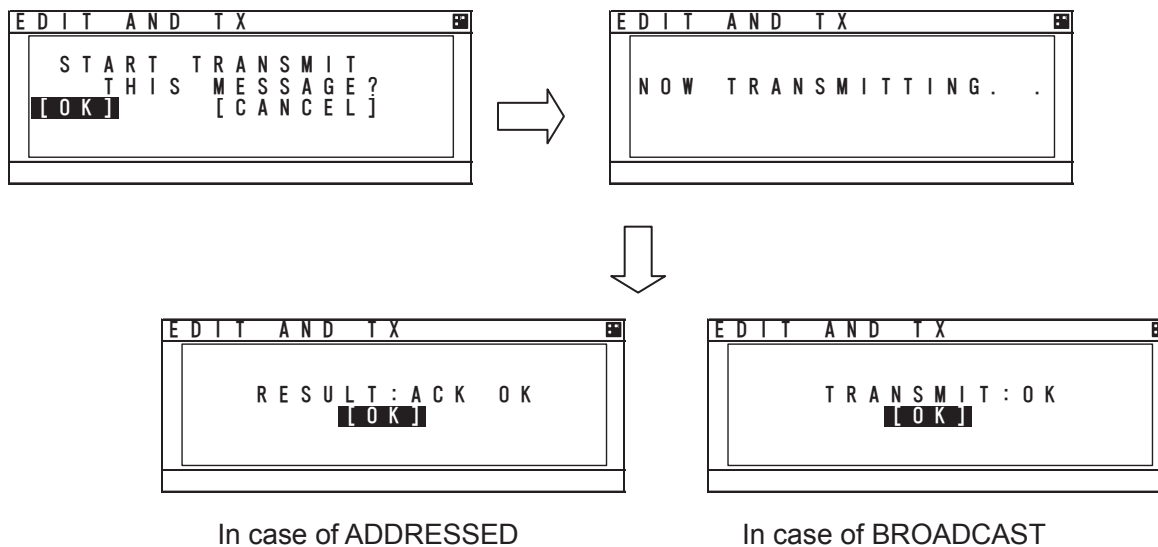 EDIT AND TX
START TRANSMIT
THIS MESSAGE?
[OK] [CANCEL]
EDIT AND TX
NOW TRANSMITTING. .
EDIT AND TX
RESULT:ACK OK
[OK]
In case of ADDRESSED
EDIT AND TX
TRANSMIT:OK
[OK]
In case of BROADCAST